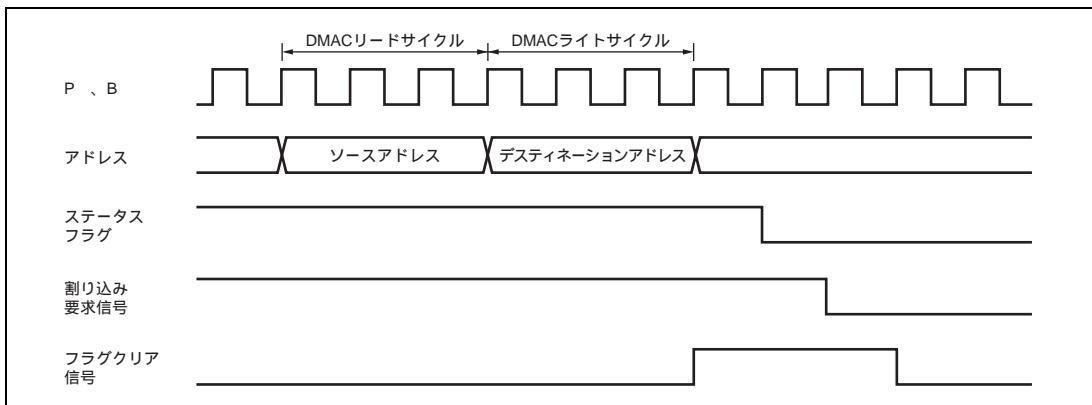 DMACリードサイクル DMACライトサイクル
P 、B
アドレス
ソースアドレス デスティネーションアドレス
ステータス
フラグ
割り込み
要求信号
フラグクリア
信号